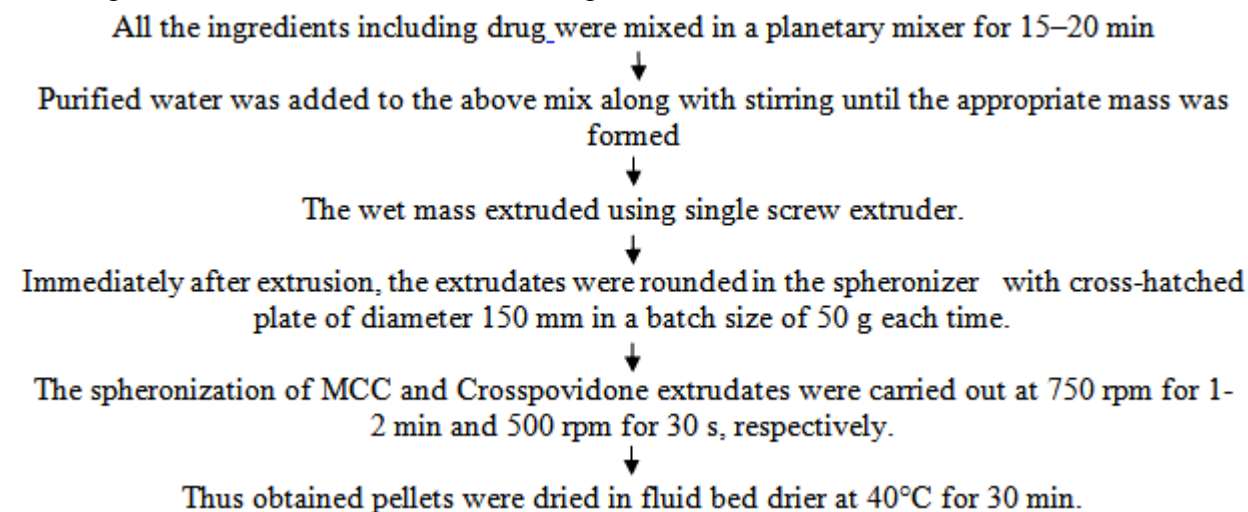 All the ingredients including drug were mixed in a planetary mixer for 15–20 min
Purified water was added to the above mix along with stirring until the appropriate mass was
formed
The wet mass extruded using single screw extruder.
Immediately after extrusion, the extrudates were rounded in the spheronizer with cross-hatched
plate of diameter 150 mm in a batch size of 50 g each time.
The spheronization of MCC and Crosspovidone extrudates were carried out at 750 rpm for 1-
2 min and 500 rpm for 30 s, respectively.
Thus obtained pellets were dried in fluid bed drier at 40°C for 30 min.